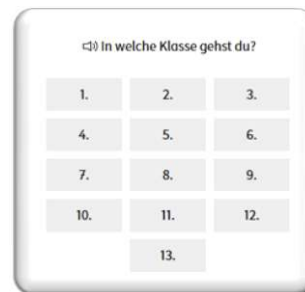 In welche Klasse gehst du?
1. 2. 3.
4. 5. 6.
7. 8. 9.
10. 11. 12.
13.